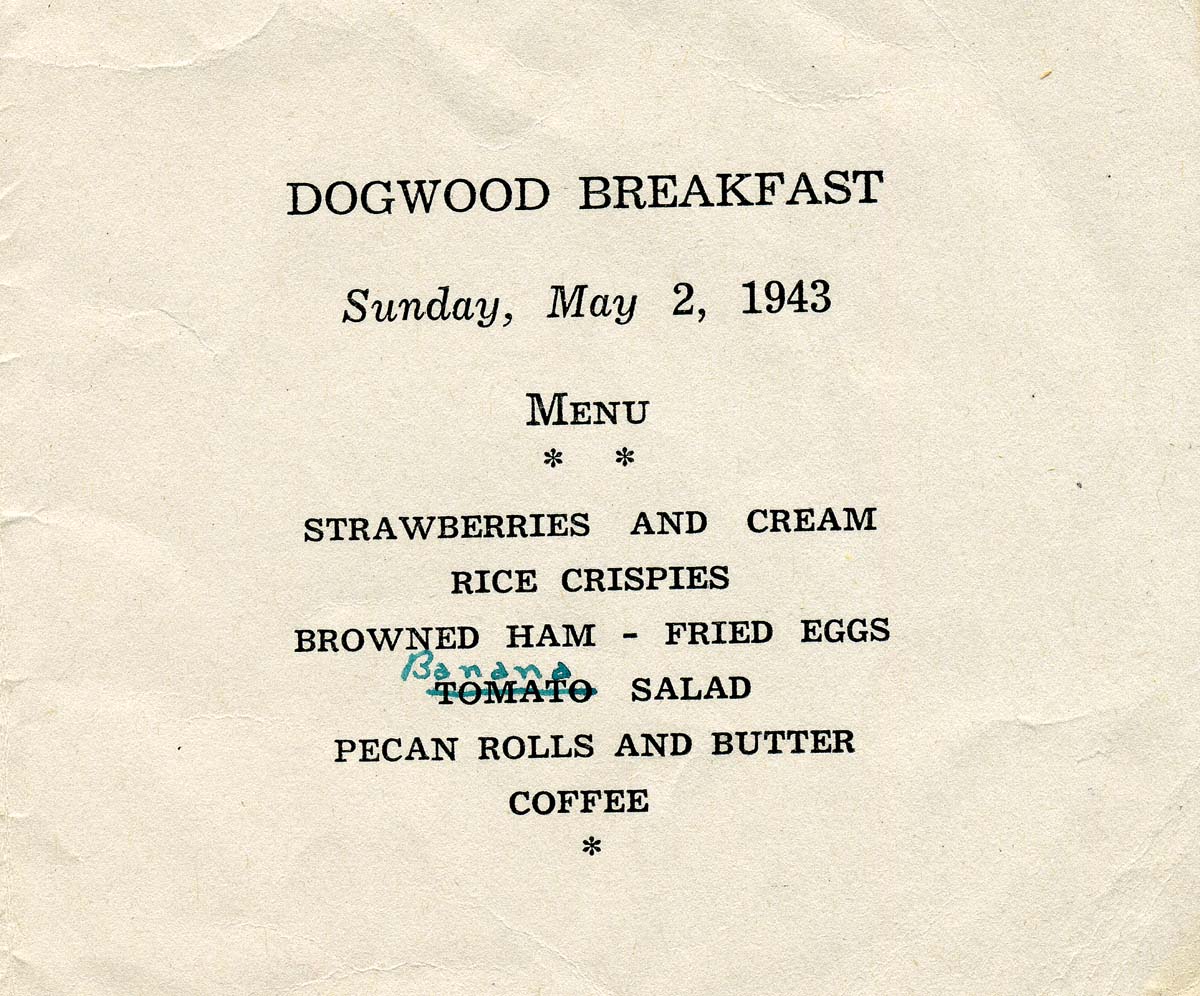 DOGWOOD BREAKFAST
Sunday, May 2, 1943
MENU
* *
STRAWBERRIES AND CREAM
RICE CRISPIES
BROWNED HAM - FRIED EGGS
Banana
TOMATO SALAD
PECAN ROLLS AND BUTTER
COFFEE
*